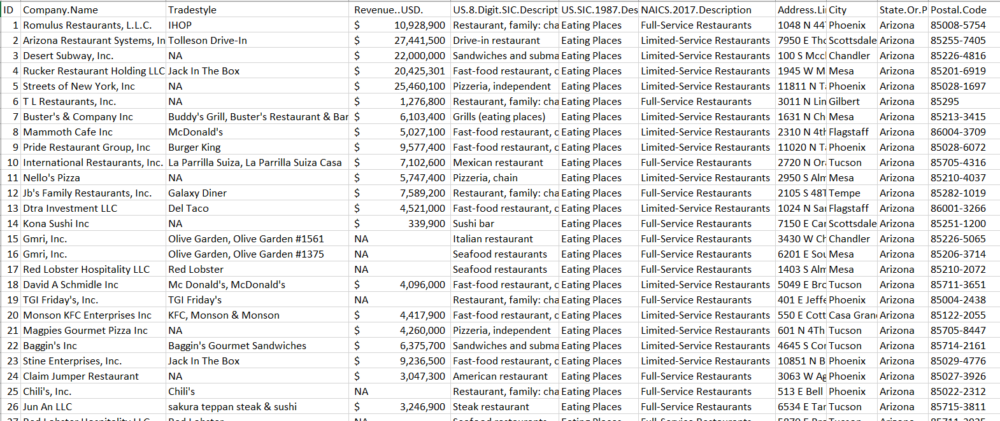 ID Company.Name Tradestyle Revenue..USD. US.8.Digit.SIC.Descript US.SIC.1987.Des NAICS.2017.Description Address.Li City State.Or.P Postal.Code
1 Romulus Restaurants, L.L.C. IHOP $ 10,928,900 Restaurant, family: cha Eating Places Full-Service Restaurants 1048 N 44 Phoenix Arizona 85008-5754
2 Arizona Restaurant Systems, In Tolleson Drive-In $ 27,441,500 Drive-in restaurant Eating Places Limited-Service Restaurants 7950 E Tho Scottsdale Arizona 85255-7405
3 Desert Subway, Inc. NA $ 22,000,000 Sandwiches and subma Eating Places Limited-Service Restaurants 100 S Mccl Chandler Arizona 85226-4816
4 Rucker Restaurant Holding LLC Jack In The Box $ 20,425,301 Fast-food restaurant, c Eating Places Limited-Service Restaurants 1945 W M Mesa Arizona 85201-6919
5 Streets of New York, Inc NA $ 25,460,100 Pizzeria, independent Eating Places Limited-Service Restaurants 11811 N Ta Phoenix Arizona 85028-1697
6 T L Restaurants, Inc. NA $ 1,276,800 Restaurant, family: cha Eating Places Full-Service Restaurants 3011 N Lin Gilbert Arizona 85295
7 Buster's & Company Inc Buddy's Grill, Buster's Restaurant & Bar $ 6,103,400 Grills (eating places) Eating Places Limited-Service Restaurants 1631 N Ch Mesa Arizona 85213-3415
8 Mammoth Cafe Inc McDonald's $ 5,027,100 Fast-food restaurant, c Eating Places Limited-Service Restaurants 2310 N 4th Flagstaff Arizona 86004-3709
9 Pride Restaurant Group, Inc Burger King $ 9,577,400 Fast-food restaurant, c Eating Places Limited-Service Restaurants 11020 N Ta Phoenix Arizona 85028-6072
10 International Restaurants, Inc. La Parrilla Suiza, La Parrilla Suiza Casa $ 7,102,600 Mexican restaurant Eating Places Full-Service Restaurants 2720 N Ora Tucson Arizona 85705-4316
11 Nello's Pizza NA $ 5,747,400 Pizzeria, chain Eating Places Limited-Service Restaurants 2950 S Alm Mesa Arizona 85210-4037
12 Jb's Family Restaurants, Inc. Galaxy Diner $ 7,589,200 Restaurant, family: cha Eating Places Full-Service Restaurants 2105 S 48T Tempe Arizona 85282-1019
13 Dtra Investment LLC Del Taco $ 4,521,000 Fast-food restaurant, c Eating Places Limited-Service Restaurants 1024 N Sar Flagstaff Arizona 86001-3266
14 Kona Sushi Inc NA $ 339,900 Sushi bar Eating Places Full-Service Restaurants 7150 E Car Scottsdale Arizona 85251-1200
15 Gmri, Inc. Olive Garden, Olive Garden #1561 NA Italian restaurant Eating Places Full-Service Restaurants 3430 W Ch Chandler Arizona 85226-5065
16 Gmri, Inc. Olive Garden, Olive Garden #1375 NA Seafood restaurants Eating Places Full-Service Restaurants 6201 E Sou Mesa Arizona 85206-3714
17 Red Lobster Hospitality LLC Red Lobster NA Seafood restaurants Eating Places Full-Service Restaurants 1403 S Alm Mesa Arizona 85210-2072
18 David A Schmidle Inc Mc Donald's, McDonald's $ 4,096,000 Fast-food restaurant, c Eating Places Limited-Service Restaurants 5049 E Bro Tucson Arizona 85711-3651
19 TGI Friday's, Inc. TGI Friday's NA Restaurant, family: cha Eating Places Full-Service Restaurants 401 E Jeffe Phoenix Arizona 85004-2438
20 Monson KFC Enterprises Inc KFC, Monson & Monson $ 4,417,900 Fast-food restaurant, c Eating Places Limited-Service Restaurants 550 E Cott Casa Gran Arizona 85122-2055
21 Magpies Gourmet Pizza Inc NA $ 4,260,000 Pizzeria, independent Eating Places Limited-Service Restaurants 601 N 4Th Tucson Arizona 85705-8447
22 Baggin's Inc Baggin's Gourmet Sandwiches $ 6,375,700 Sandwiches and subma Eating Places Limited-Service Restaurants 4645 S Cor Tucson Arizona 85714-2161
23 Stine Enterprises, Inc. Jack In The Box $ 9,236,500 Fast-food restaurant, c Eating Places Limited-Service Restaurants 10851 N B Phoenix Arizona 85029-4776
24 Claim Jumper Restaurant NA $ 3,047,300 American restaurant Eating Places Full-Service Restaurants 3063 W Ag Phoenix Arizona 85027-3926
25 Chili's, Inc. Chili's NA Restaurant, family: cha Eating Places Full-Service Restaurants 513 E Bell Phoenix Arizona 85022-2312
26 Jun An LLC sakura teppan steak & sushi $ 3,246,900 Steak restaurant Eating Places Full-Service Restaurants 6534 E Tan Tucson Arizona 85715-3811